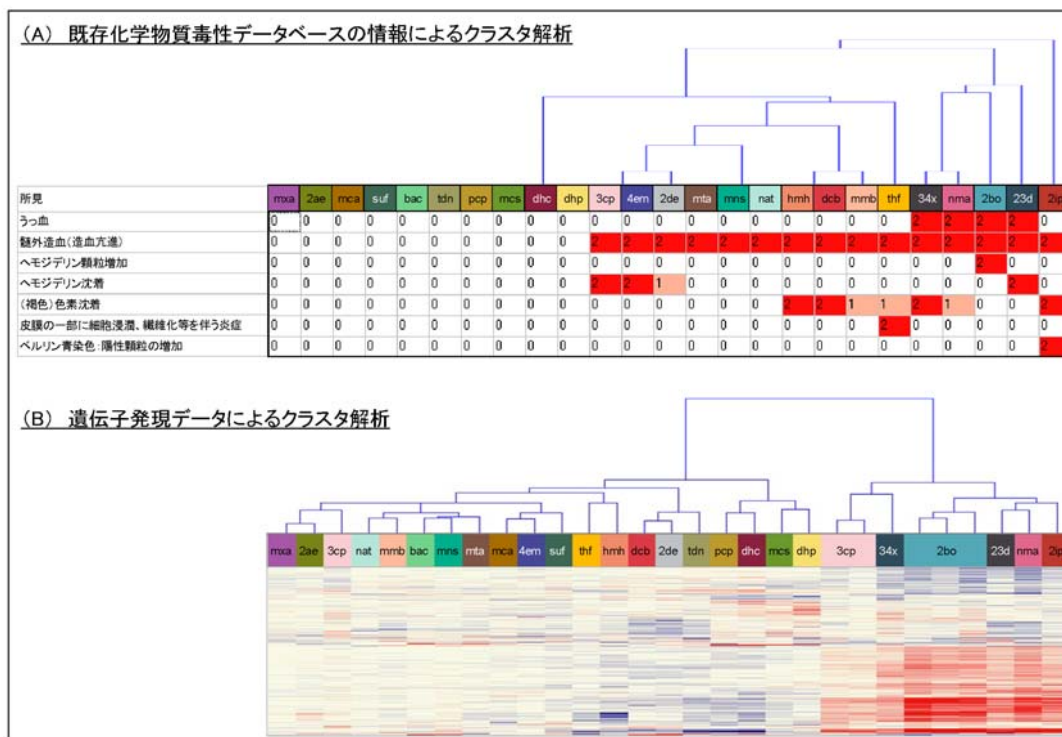 (A) 既存化学物質毒性データベースの情報によるクラスタ解析
所見 mxa 2ae mca suf bac tdn pcp mcs dhc dhp 3cp 4em 2de mta mns nat hmh dcb mmb thf 34x nma 2bo 23d 2ip
うっ血 0 0 0 0 0 0 0 0 0 0 0 0 0 0 0 0 0 0 0 0 2 2 2 2 0
髄外造血(造血亢進) 0 0 0 0 0 0 0 0 0 0 2 2 2 2 2 2 2 2 2 2 2 2 2 2 2
ヘモジデリン顆粒増加 0 0 0 0 0 0 0 0 0 0 0 0 0 0 0 0 0 0 0 0 0 0 2 0 0
ヘモジデリン沈着 0 0 0 0 0 0 0 0 0 0 2 2 1 0 0 0 0 0 0 0 0 0 0 2 0
(褐色)色素沈着 0 0 0 0 0 0 0 0 0 0 0 0 0 0 0 0 2 2 1 1 2 1 0 0 2
皮膜の一部に細胞浸潤、繊維化等を伴う炎症 0 0 0 0 0 0 0 0 0 0 0 0 0 0 0 0 0 0 0 2 0 0 0 0 0
ベルリン青染色:陽性顆粒の増加 0 0 0 0 0 0 0 0 0 0 0 0 0 0 0 0 0 0 0 0 0 0 0 0 2
(B) 遺伝子発現データによるクラスタ解析
mxa 2ae 3cp nat mmb bac mns mta mca 4em suf thf hmh dcb 2de tdn pcp dhc mcs dhp 3cp 34x 2bo 23d nma 2ip